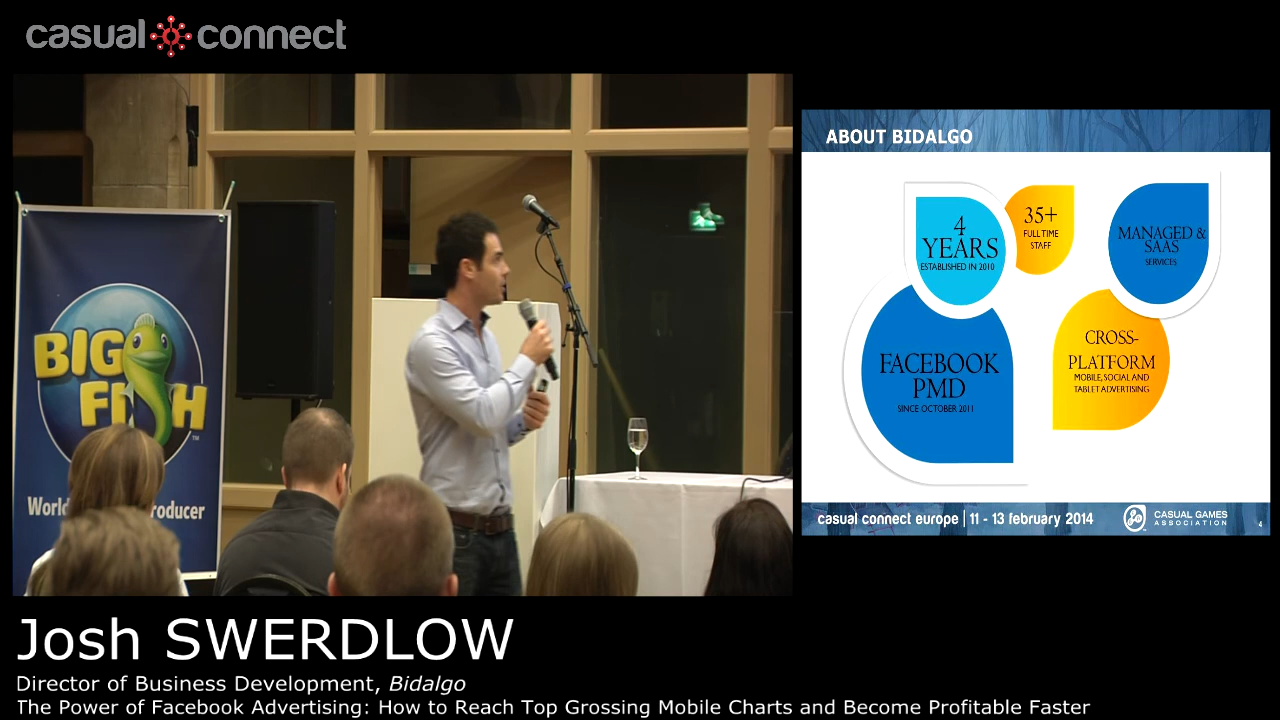 casual connect
BIG
FISH
TM
World
roducer
ABOUT BIDALGO
4
YEARS
ESTABLISHED IN 2010
35+
FULL TIME
STAFF
MANAGED &
SAAS
SERVICES
FACEBOOK
PMD
SINCE OCTOBER 2011
CROSS-
PLATFORM
MOBILE, SOCIAL AND
TABLET ADVERTISING
casual connect europe | 11 - 13 february 2014
CASUAL GAMES
ASSOCIATION
4
Josh SWERDLOW
Director of Business Development, Bidalgo
The Power of Facebook Advertising: How to Reach Top Grossing Mobile Charts and Become Profitable Faster